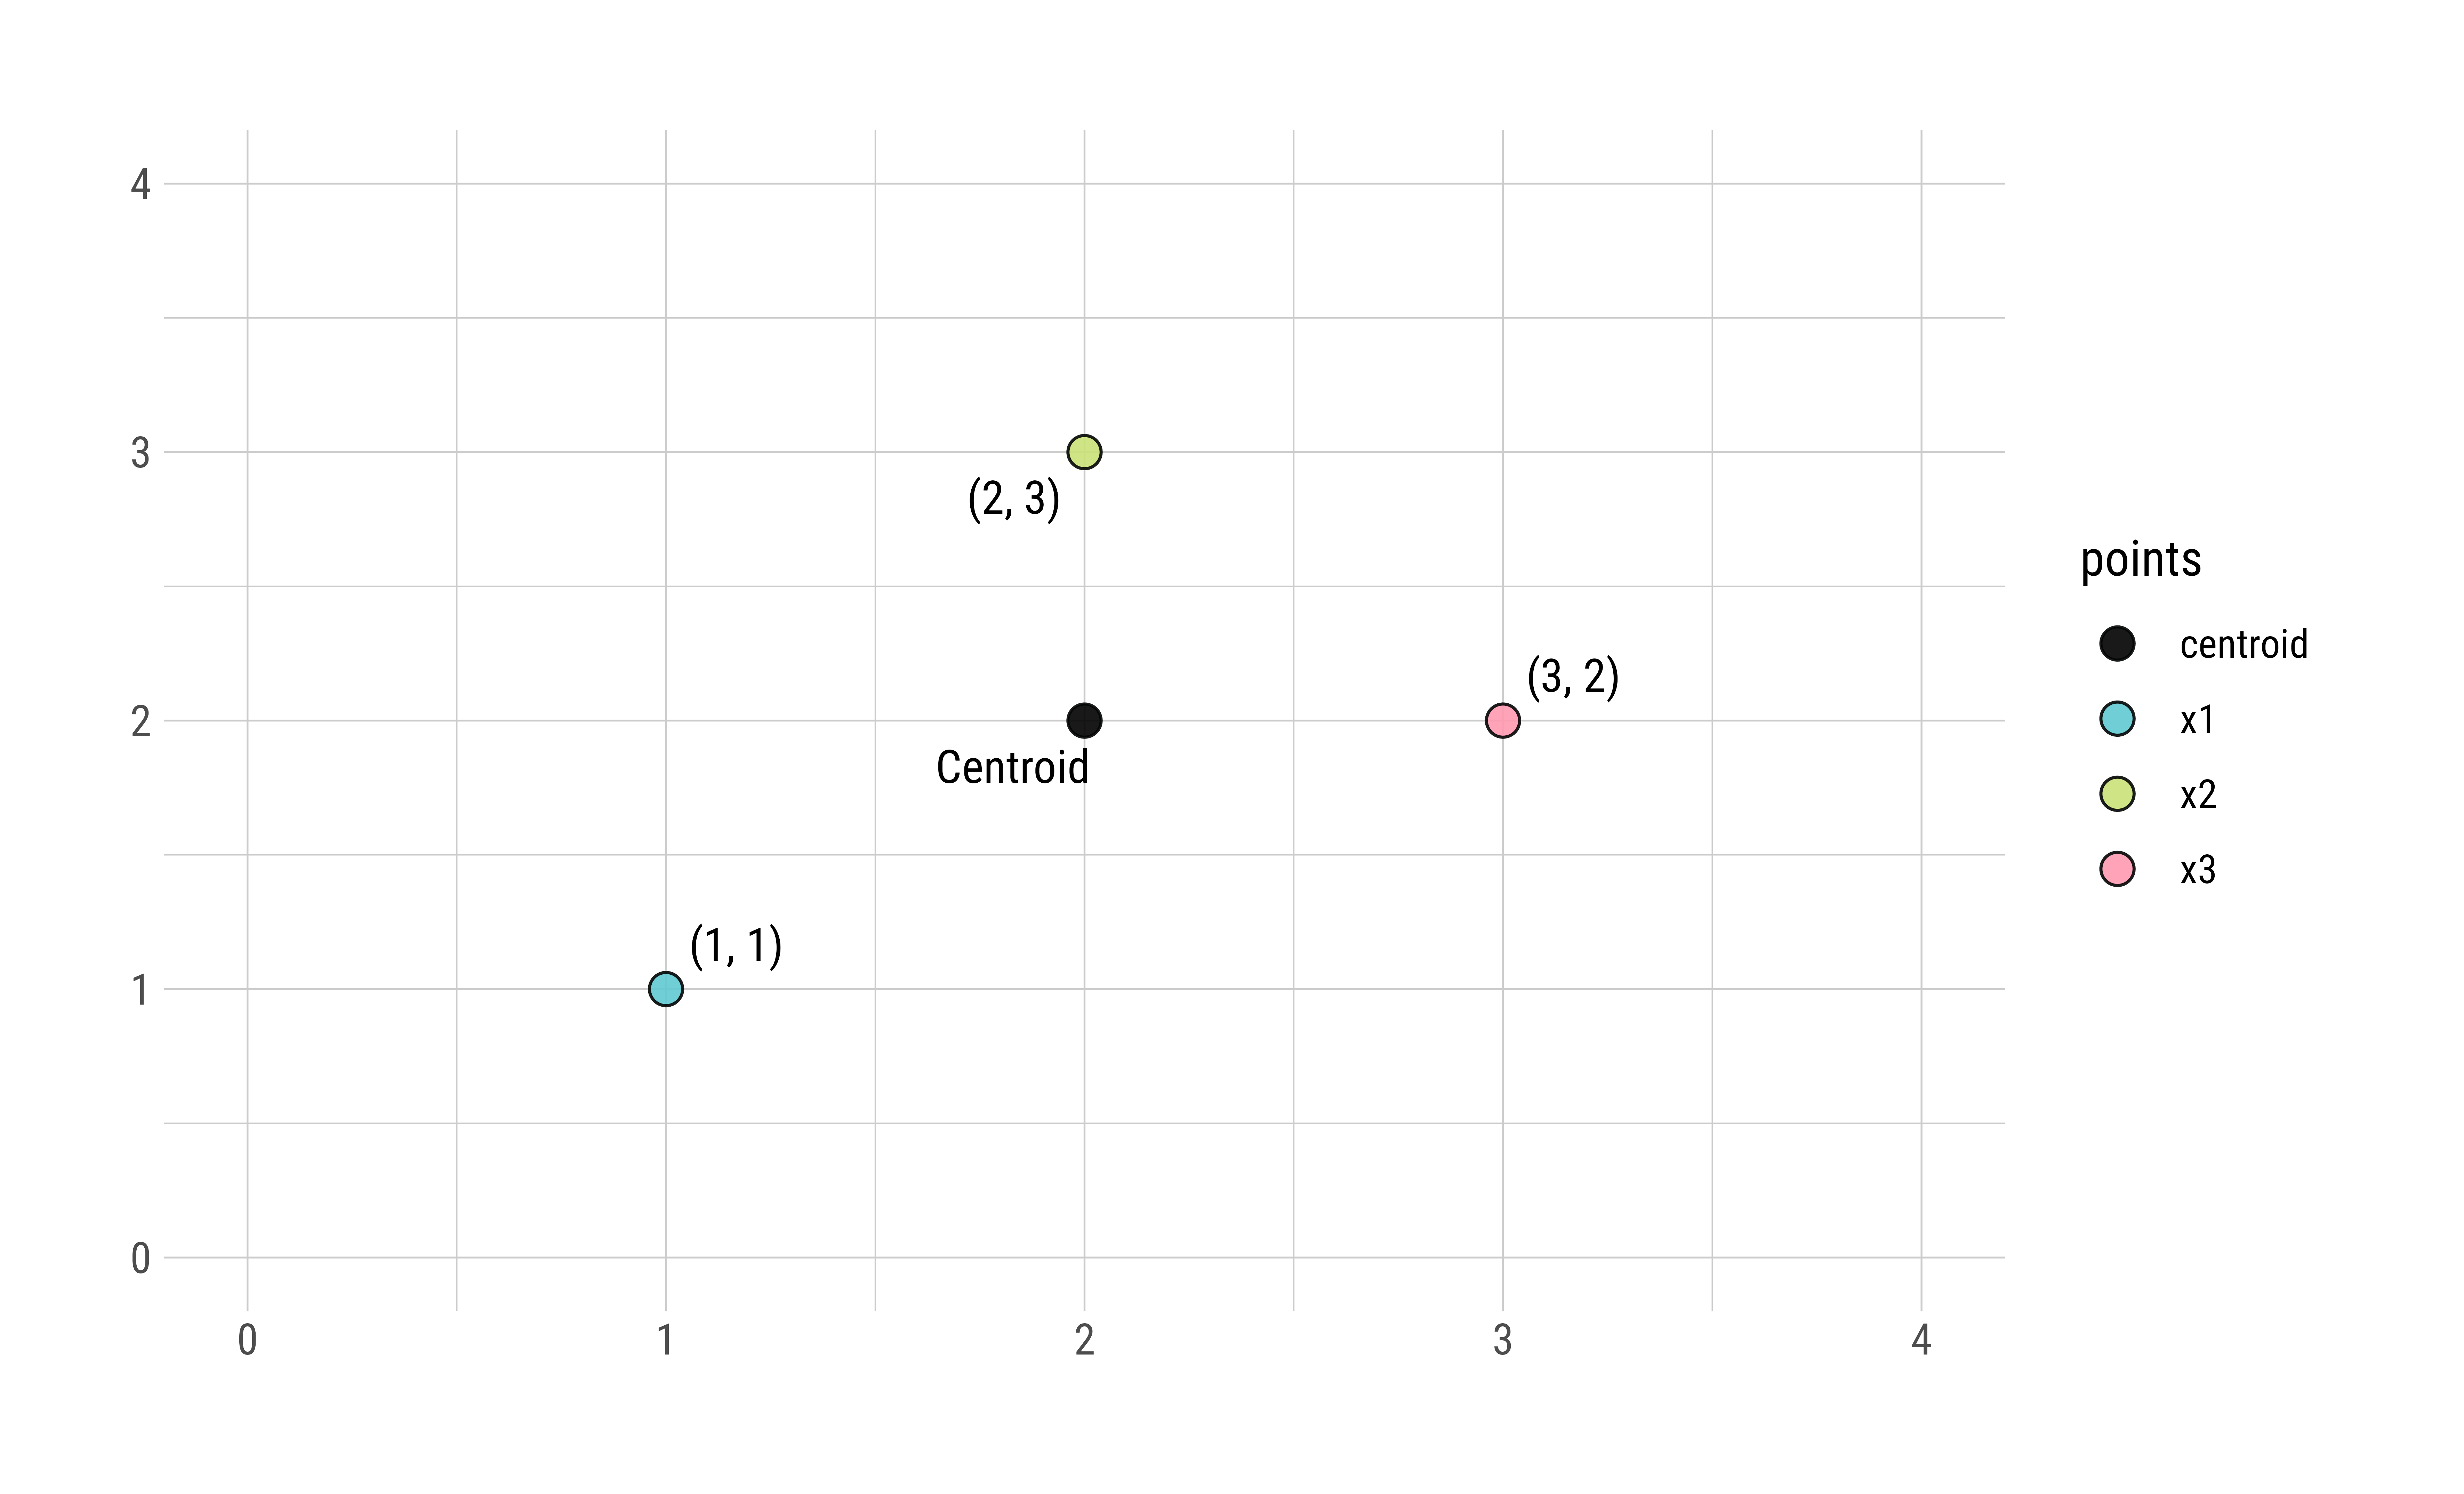 4
3
2
1
0
0 1 2 3 4
(2, 3)
(3, 2)
Centroid
(1, 1)
points
centroid
x1
x2
x3